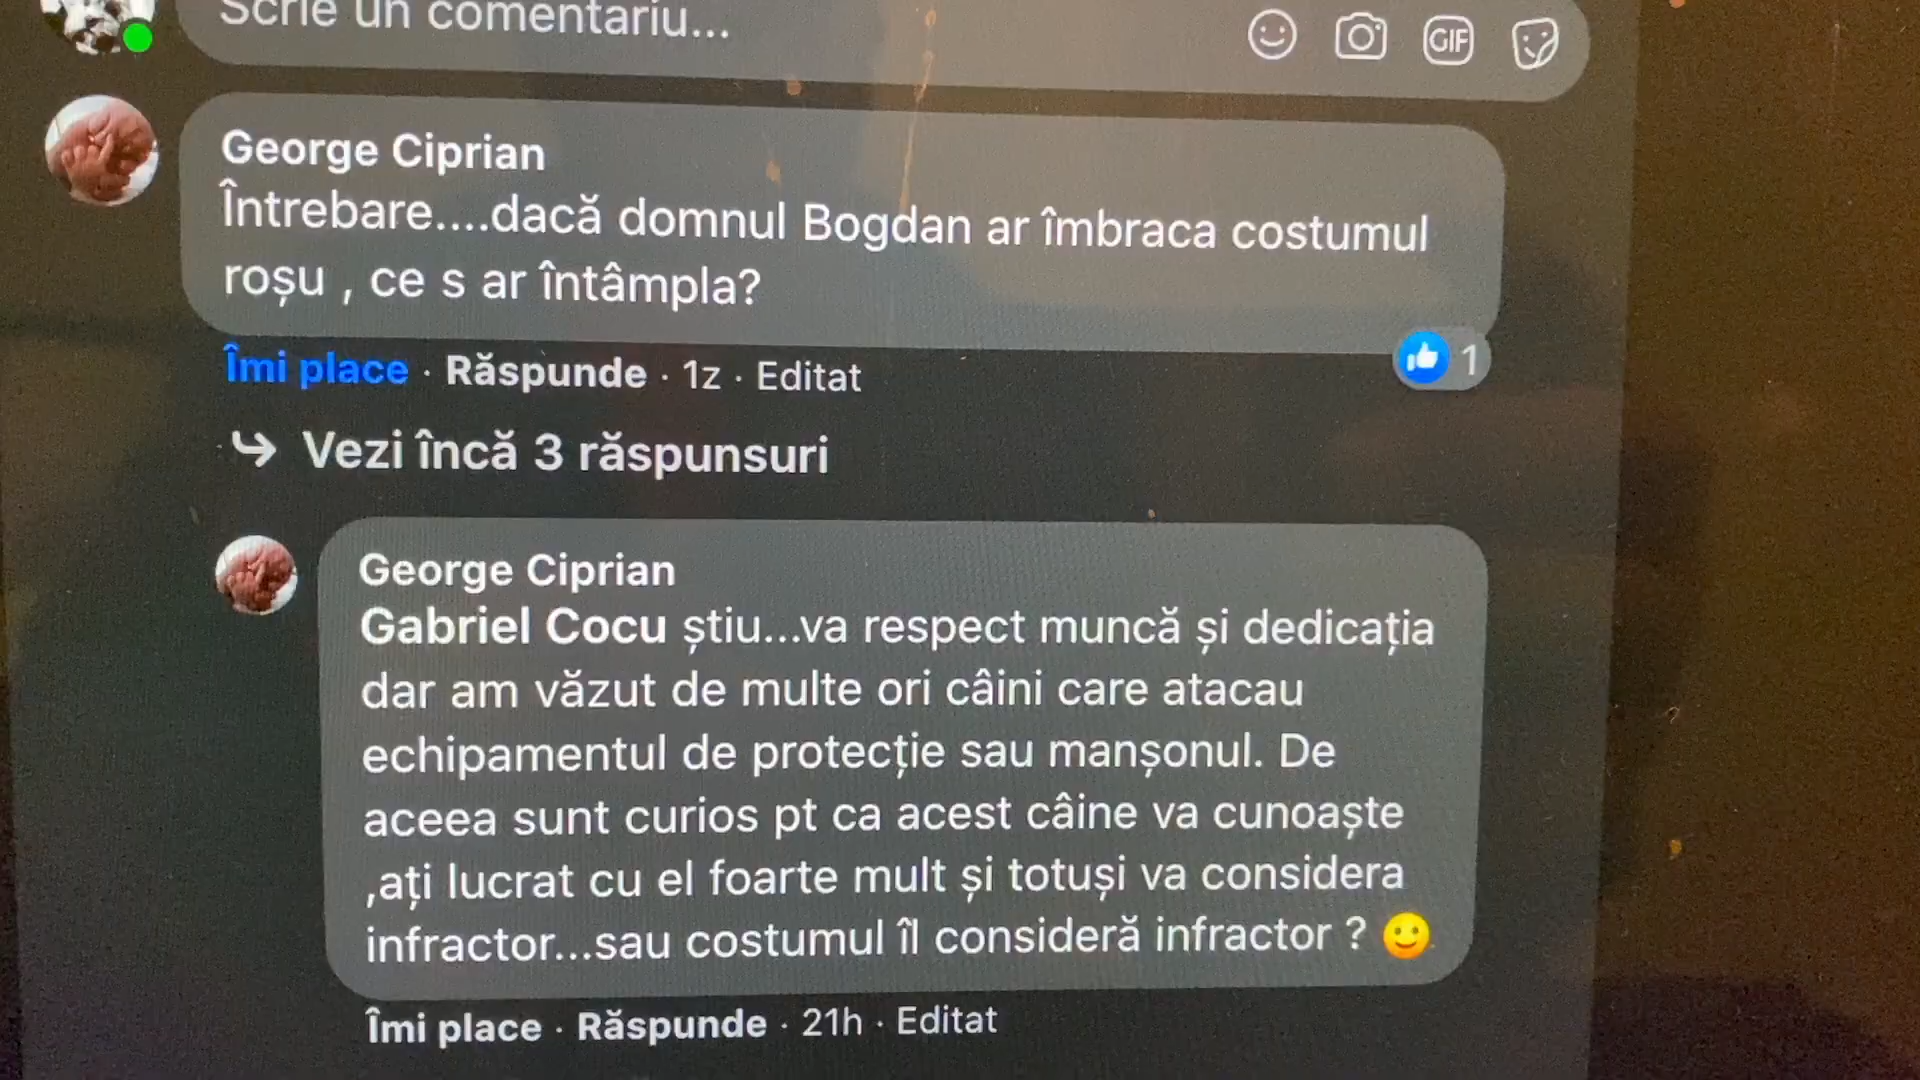 Scrie un comentariu...
GIF
George Ciprian
Întrebare....dacă domnul Bogdan ar îmbraca costumul
roșu , ce s ar întâmpla?
Îmi place · Răspunde · 1z · Editat
1
Vezi încă 3 răspunsuri
George Ciprian
Gabriel Cocu știu...va respect muncă și dedicația
dar am văzut de multe ori câini care atacau
echipamentul de protecție sau manșonul. De
aceea sunt curios pt ca acest câine va cunoaște
,ați lucrat cu el foarte mult și totuși va considera
infractor...sau costumul îl consideră infractor ? 🙂
Îmi place · Răspunde · 21h · Editat